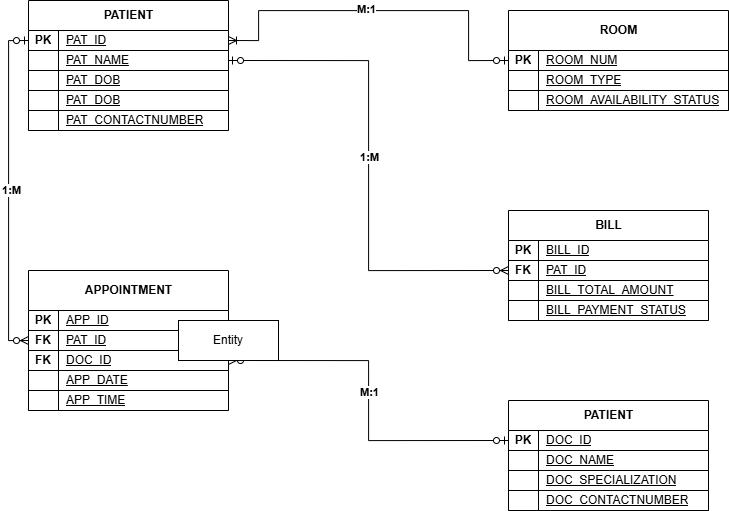 PATIENT
PK PAT_ID
PAT_NAME
PAT_DOB
PAT_DOB
PAT_CONTACTNUMBER
M:1
ROOM
PK ROOM_NUM
ROOM_TYPE
ROOM_AVAILABILITY_STATUS
1:M
1:M
BILL
PK BILL_ID
FK PAT_ID
BILL_TOTAL_AMOUNT
BILL_PAYMENT_STATUS
APPOINTMENT
PK APP_ID
FK PAT_ID
FK DOC_ID
APP_DATE
APP_TIME
Entity
M:1
PATIENT
PK DOC_ID
DOC_NAME
DOC_SPECIALIZATION
DOC_CONTACTNUMBER